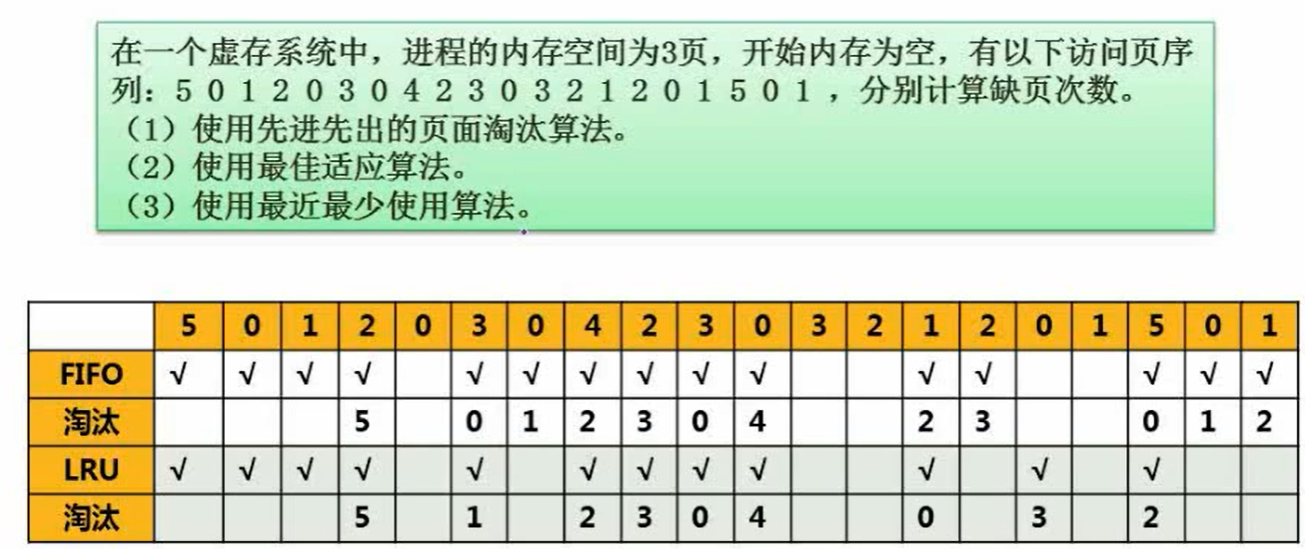 在一个虚存系统中，进程的内存空间为3页，开始内存为空，有以下访问页序
列：5 0 1 2 0 3 0 4 2 3 0 3 2 1 2 0 1 5 0 1 ，分别计算缺页次数。
（1）使用先进先出的页面淘汰算法。
（2）使用最佳适应算法。
（3）使用最近最少使用算法。
5 0 1 2 0 3 0 4 2 3 0 3 2 1 2 0 1 5 0 1
FIFO √ √ √ √ √ √ √ √ √ √ √ √ √ √ √
淘汰 5 0 1 2 3 0 4 2 3 0 1 2
LRU √ √ √ √ √ √ √ √ √ √ √ √
淘汰 5 1 2 3 0 4 0 3 2